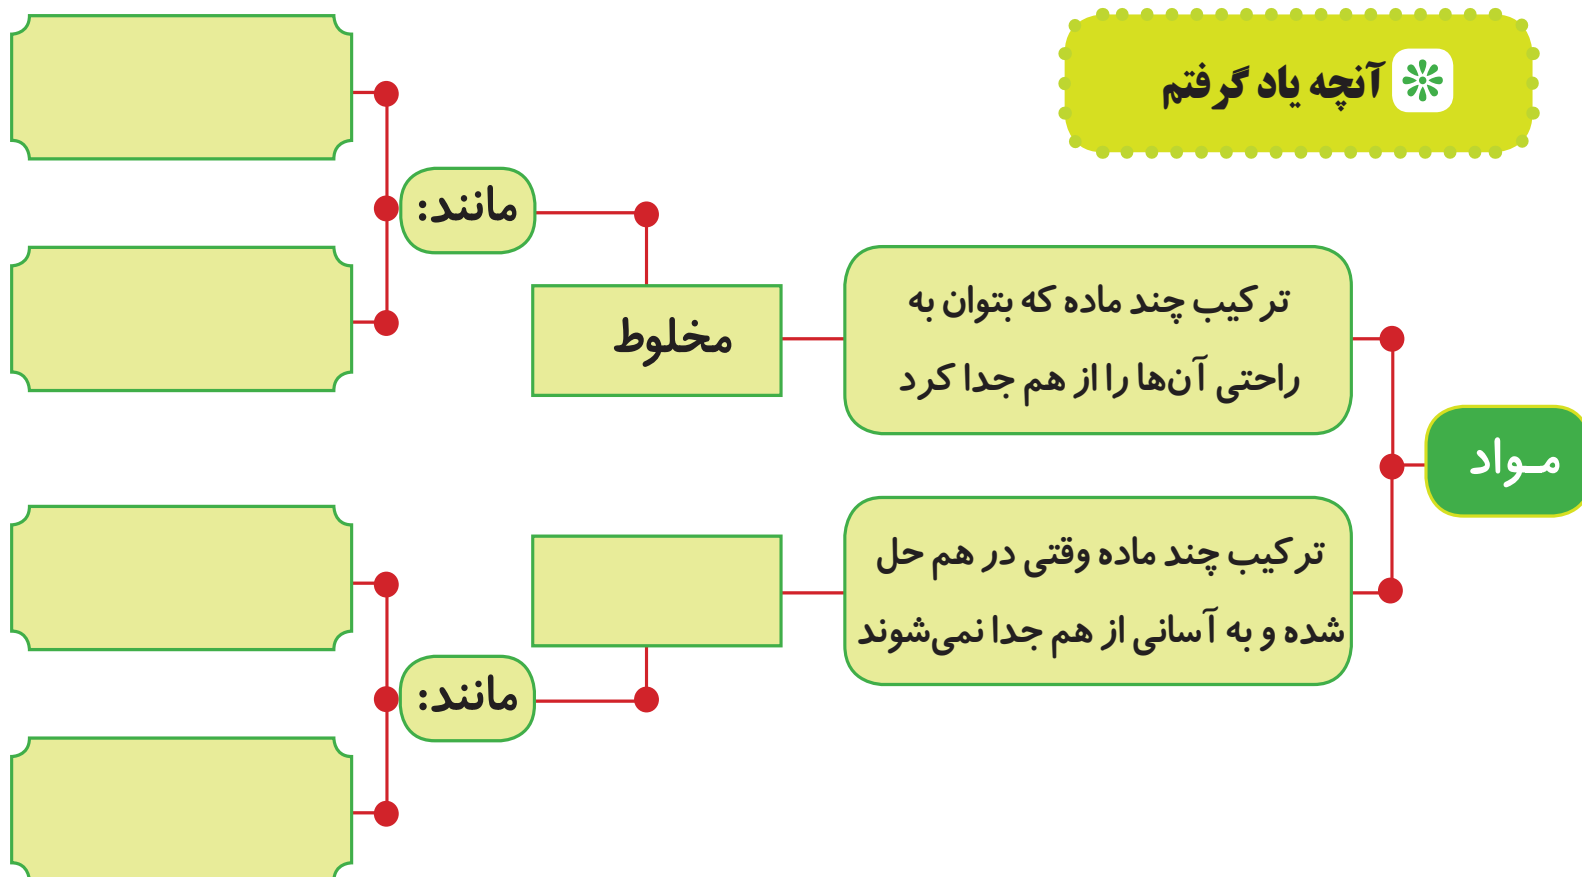 آنچه یاد گرفتم
مواد
ترکیب چند ماده که بتوان به
راحتی آن‌ها را از هم جدا کرد
مخلوط
مانند:
ترکیب چند ماده وقتی در هم حل
شده و به آسانی از هم جدا نمی‌شوند
مانند: